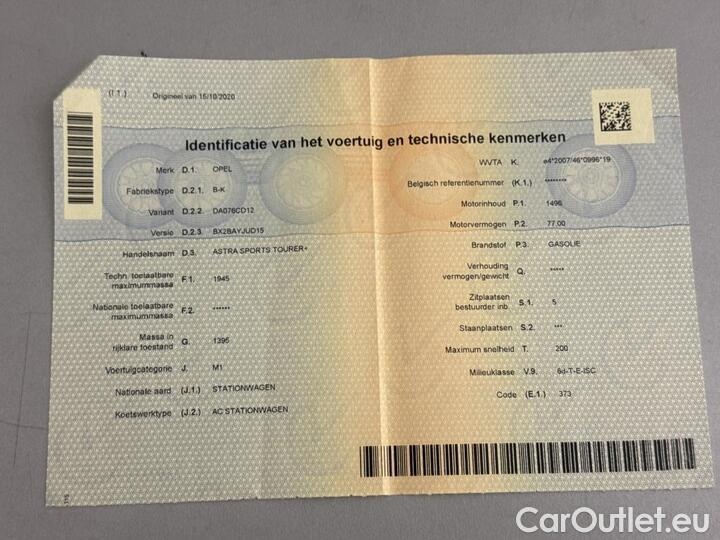 (I 1.) Origineel van 15/10/2020
Identificatie van het voertuig en technische kenmerken
Merk D.1. OPEL
Fabriekstype D.2.1. B-K
Variant D.2.2. DA076CD12
Versie D.2.3. BX2BAYJUD15
Handelsnaam D.3. ASTRA SPORTS TOURER+
Techn. toelaatbare
maximummassa F.1. 1945
Nationale toelaatbare
maximummassa F.2. ******
Massa in
rijklare toestand G. 1395
Voertuigcategorie J. M1
Nationale aard (J.1.) STATIONWAGEN
Koetswerktype (J.2.) AC STATIONWAGEN
WVTA K. e4*2007/46*0996*19
Belgisch referentienummer (K.1.) ********
Motorinhoud P.1. 1496
Motorvermogen P.2. 77,00
Brandstof P.3. GASOLIE
Verhouding
vermogen/gewicht Q. *****
Zitplaatsen
bestuurder inb. S.1. 5
Staanplaatsen S.2. ***
Maximum snelheid T. 200
Milieuklasse V.9. 6d-T-E-ISC
Code (E.1.) 373
CarOutlet.eu